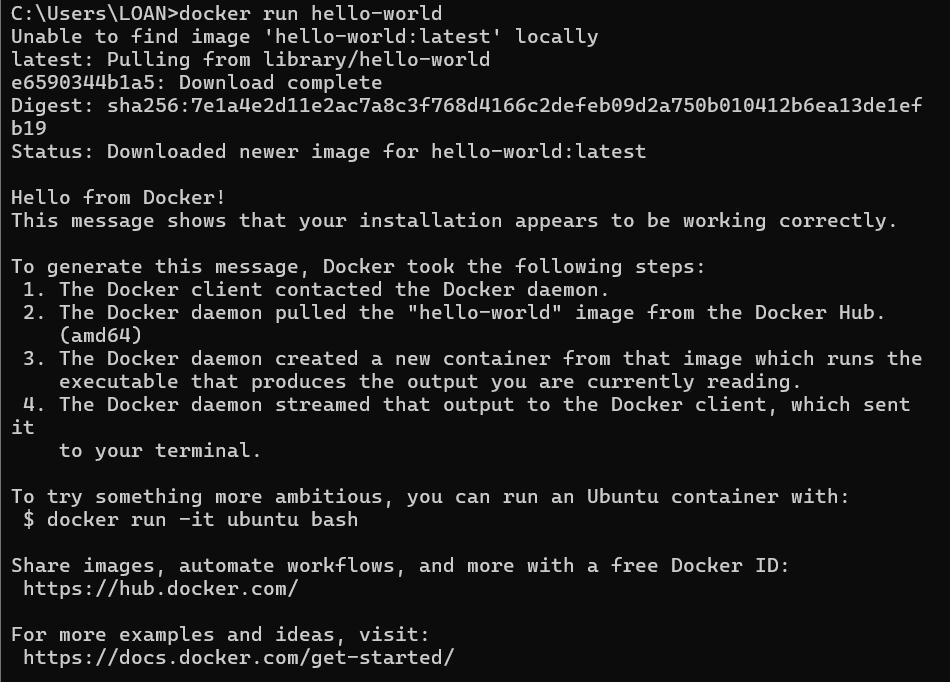 C:\Users\LOAN>docker run hello-world
Unable to find image 'hello-world:latest' locally
latest: Pulling from library/hello-world
e6590344b1a5: Download complete
Digest: sha256:7e1a4e2d11e2ac7a8c3f768d4166c2defeb09d2a750b010412b6ea13de1ef
b19
Status: Downloaded newer image for hello-world:latest

Hello from Docker!
This message shows that your installation appears to be working correctly.

To generate this message, Docker took the following steps:
 1. The Docker client contacted the Docker daemon.
 2. The Docker daemon pulled the "hello-world" image from the Docker Hub.
    (amd64)
 3. The Docker daemon created a new container from that image which runs the
    executable that produces the output you are currently reading.
 4. The Docker daemon streamed that output to the Docker client, which sent
it
    to your terminal.

To try something more ambitious, you can run an Ubuntu container with:
 $ docker run -it ubuntu bash

Share images, automate workflows, and more with a free Docker ID:
 https://hub.docker.com/

For more examples and ideas, visit:
 https://docs.docker.com/get-started/